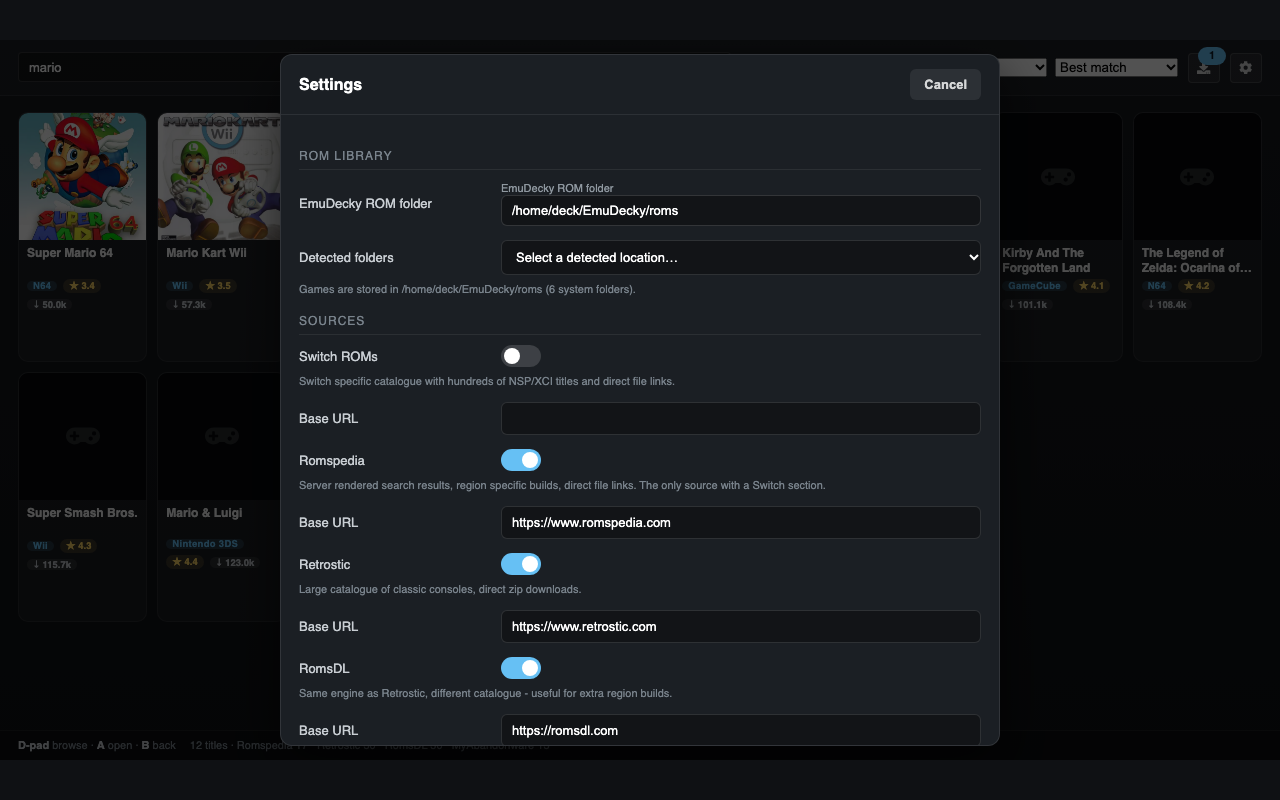 mario
Best match
1
Settings
Cancel
ROM LIBRARY
EmuDecky ROM folder
EmuDecky ROM folder
/home/deck/EmuDecky/roms
Detected folders
Select a detected location...
Games are stored in /home/deck/EmuDecky/roms (6 system folders).
SOURCES
Switch ROMs
Switch specific catalogue with hundreds of NSP/XCI titles and direct file links.
Base URL
Romspedia
Server rendered search results, region specific builds, direct file links. The only source with a Switch section.
Base URL
https://www.romspedia.com
Retrostic
Large catalogue of classic consoles, direct zip downloads.
Base URL
https://www.retrostic.com
RomsDL
Same engine as Retrostic, different catalogue - useful for extra region builds.
Base URL
https://romsdl.com
SUPER
MARIO 64
Super Mario 64
N64 ★ 3.4
↓ 50.0k
MARIOKART
Wii
Mario Kart Wii
Wii ★ 3.5
↓ 57.3k
Kirby And The
Forgotten Land
GameCube ★ 4.1
↓ 101.1k
The Legend of
Zelda: Ocarina of...
N64 ★ 4.2
↓ 108.4k
Super Smash Bros.
Wii ★ 4.3
↓ 115.7k
Mario & Luigi
Nintendo 3DS
★ 4.4 ↓ 123.0k
D-pad browse · A open · B back 12 titles · Romspedia